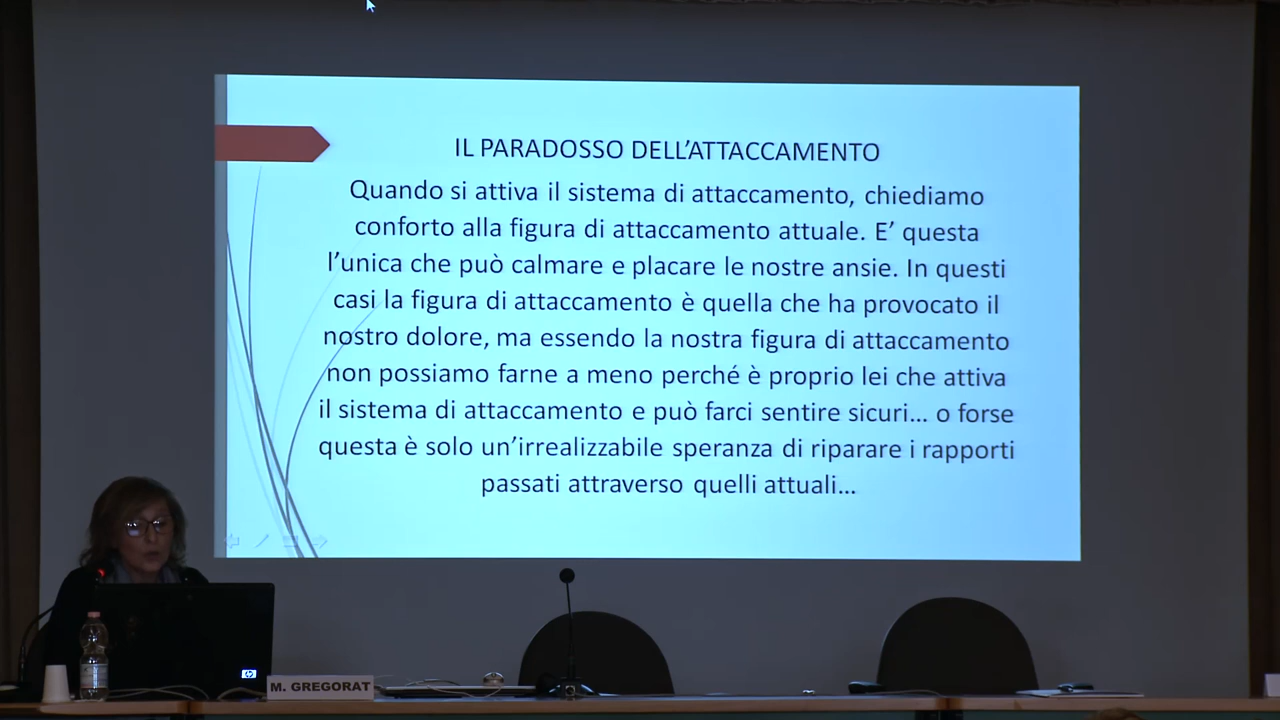 IL PARADOSSO DELL'ATTACCAMENTO
Quando si attiva il sistema di attaccamento, chiediamo
conforto alla figura di attaccamento attuale. E' questa
l'unica che può calmare e placare le nostre ansie. In questi
casi la figura di attaccamento è quella che ha provocato il
nostro dolore, ma essendo la nostra figura di attaccamento
non possiamo farne a meno perché è proprio lei che attiva
il sistema di attaccamento e può farci sentire sicuri... o forse
questa è solo un'irrealizzabile speranza di riparare i rapporti
passati attraverso quelli attuali...
hp
M. GREGORAT